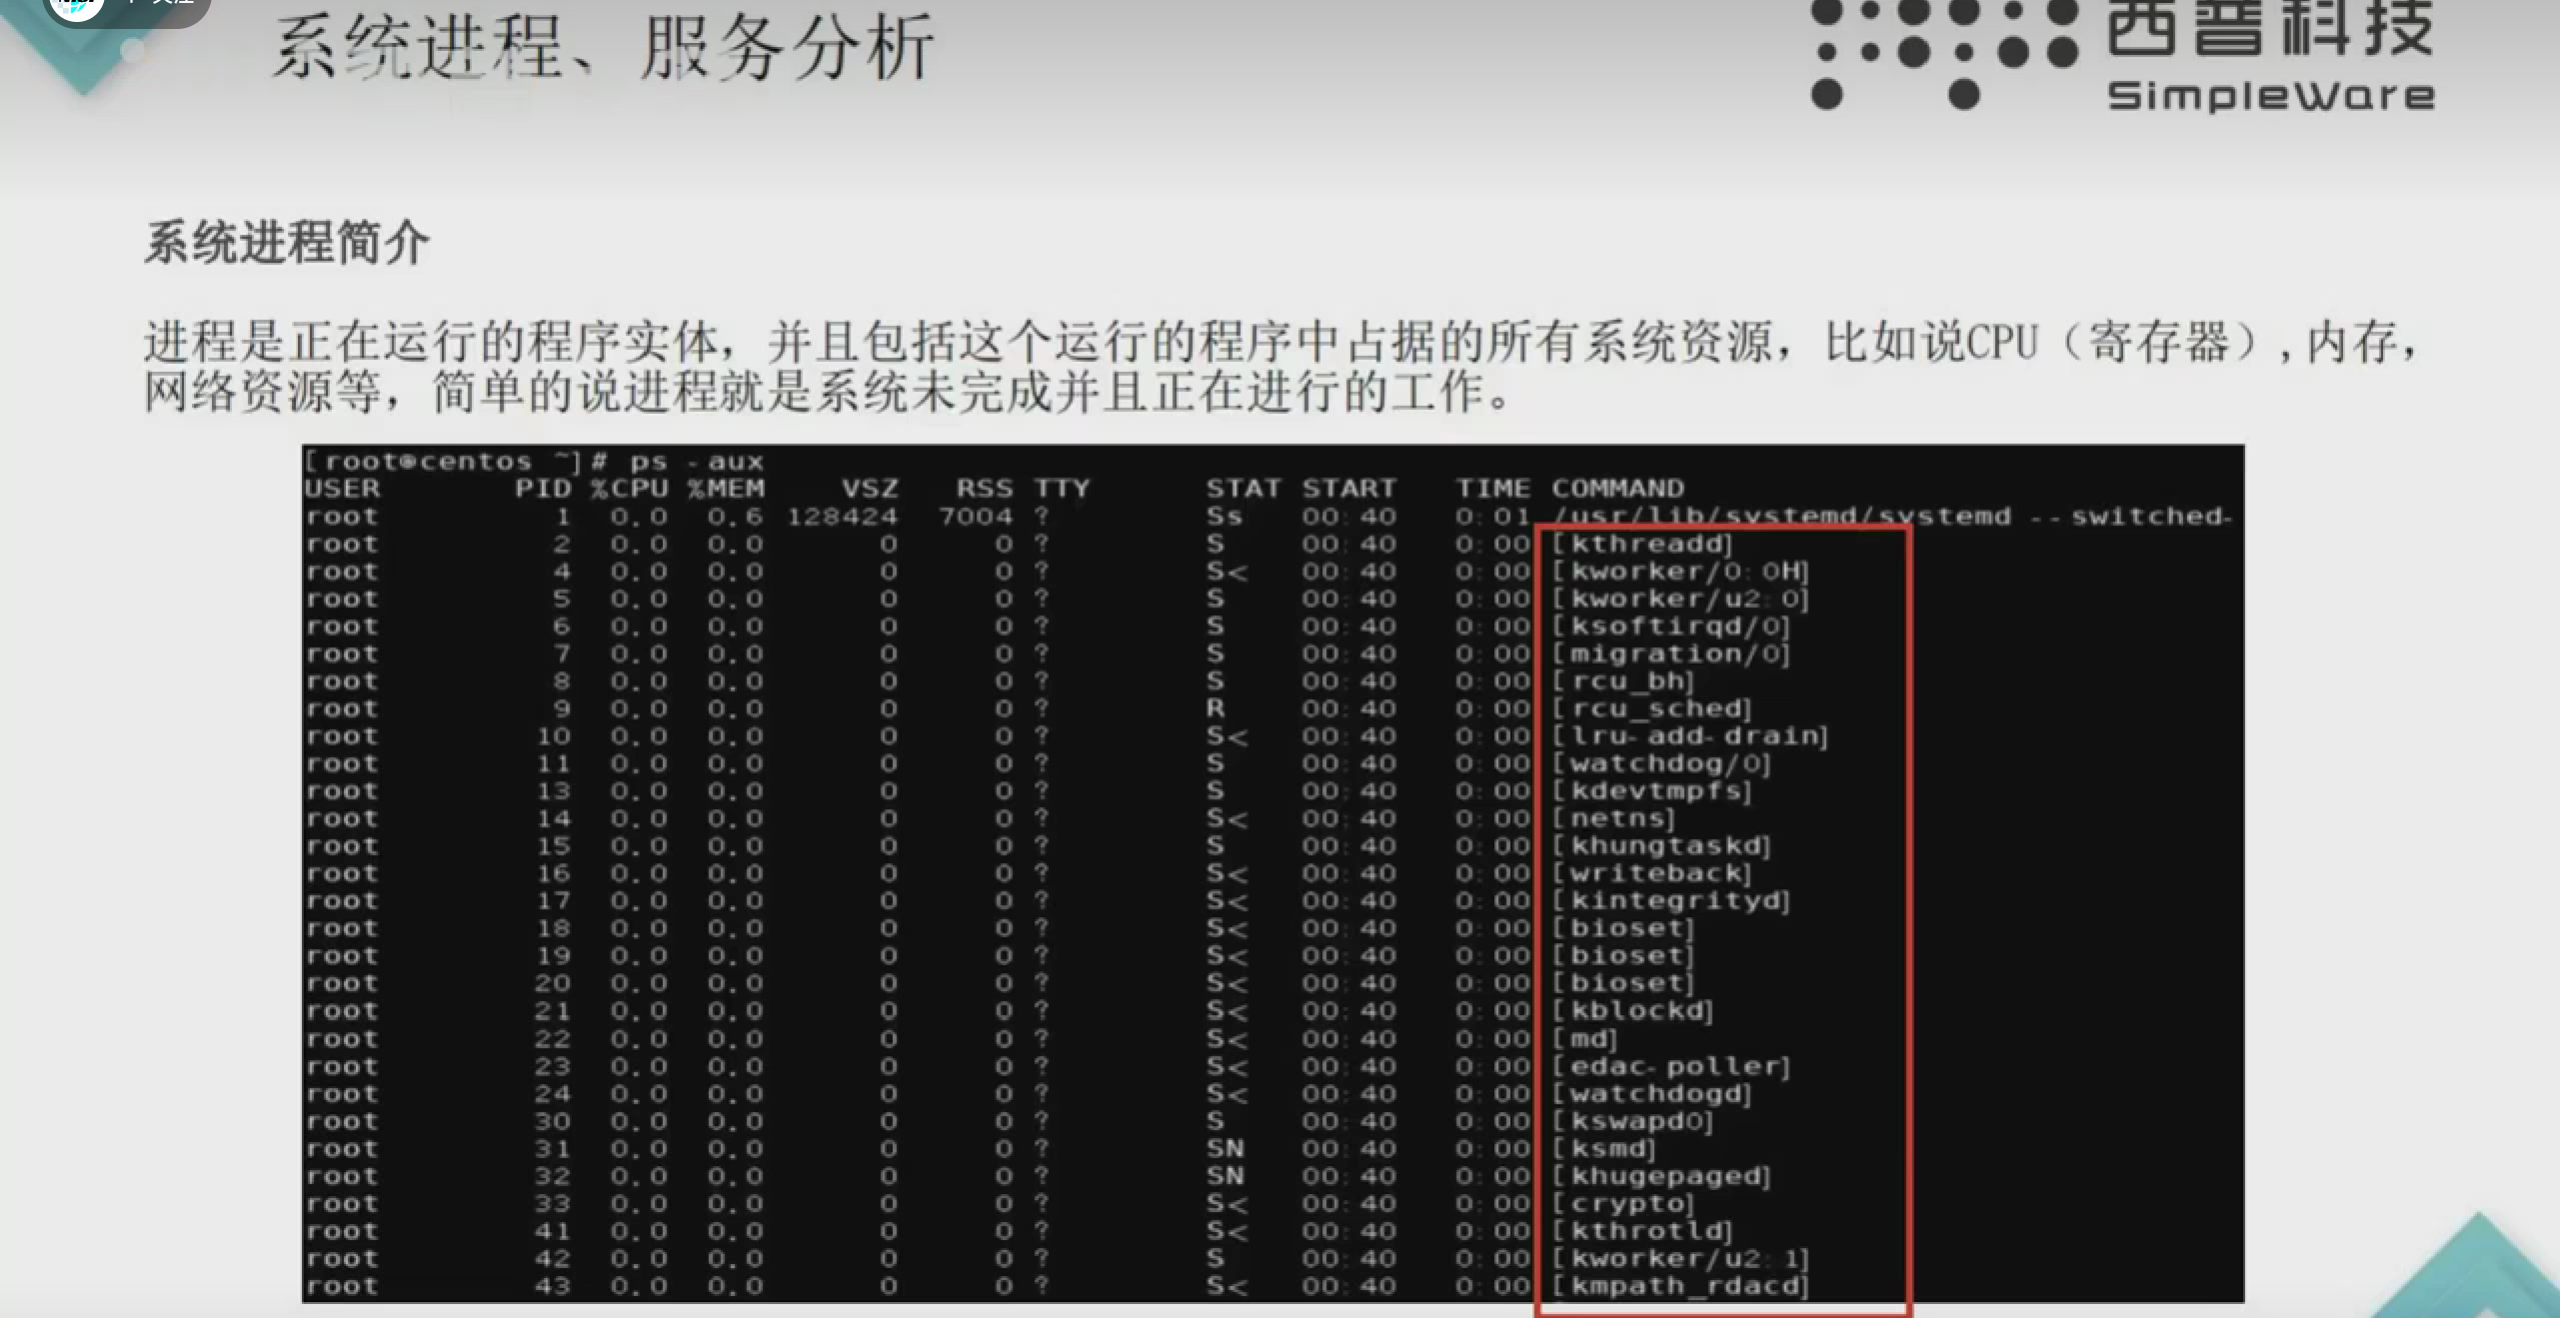 系统进程、服务分析
西普科技
SimpleWare
系统进程简介
进程是正在运行的程序实体，并且包括这个运行的程序中占据的所有系统资源，比如说CPU（寄存器）,内存，
网络资源等，简单的说进程就是系统未完成并且正在进行的工作。
[root@centos ~]# ps -aux
USER PID %CPU %MEM VSZ RSS TTY STAT START TIME COMMAND
root 1 0.0 0.6 128424 7004 ? Ss 00:40 0:01 /usr/lib/systemd/systemd --switched-
root 2 0.0 0.0 0 0 ? S 00:40 0:00 [kthreadd]
root 4 0.0 0.0 0 0 ? S< 00:40 0:00 [kworker/0:0H]
root 5 0.0 0.0 0 0 ? S 00:40 0:00 [kworker/u2:0]
root 6 0.0 0.0 0 0 ? S 00:40 0:00 [ksoftirqd/0]
root 7 0.0 0.0 0 0 ? S 00:40 0:00 [migration/0]
root 8 0.0 0.0 0 0 ? S 00:40 0:00 [rcu_bh]
root 9 0.0 0.0 0 0 ? R 00:40 0:00 [rcu_sched]
root 10 0.0 0.0 0 0 ? S< 00:40 0:00 [lru-add-drain]
root 11 0.0 0.0 0 0 ? S 00:40 0:00 [watchdog/0]
root 13 0.0 0.0 0 0 ? S 00:40 0:00 [kdevtmpfs]
root 14 0.0 0.0 0 0 ? S< 00:40 0:00 [netns]
root 15 0.0 0.0 0 0 ? S 00:40 0:00 [khungtaskd]
root 16 0.0 0.0 0 0 ? S< 00:40 0:00 [writeback]
root 17 0.0 0.0 0 0 ? S< 00:40 0:00 [kintegrityd]
root 18 0.0 0.0 0 0 ? S< 00:40 0:00 [bioset]
root 19 0.0 0.0 0 0 ? S< 00:40 0:00 [bioset]
root 20 0.0 0.0 0 0 ? S< 00:40 0:00 [bioset]
root 21 0.0 0.0 0 0 ? S< 00:40 0:00 [kblockd]
root 22 0.0 0.0 0 0 ? S< 00:40 0:00 [md]
root 23 0.0 0.0 0 0 ? S< 00:40 0:00 [edac-poller]
root 24 0.0 0.0 0 0 ? S< 00:40 0:00 [watchdogd]
root 30 0.0 0.0 0 0 ? S 00:40 0:00 [kswapd0]
root 31 0.0 0.0 0 0 ? SN 00:40 0:00 [ksmd]
root 32 0.0 0.0 0 0 ? SN 00:40 0:00 [khugepaged]
root 33 0.0 0.0 0 0 ? S< 00:40 0:00 [crypto]
root 41 0.0 0.0 0 0 ? S< 00:40 0:00 [kthrotld]
root 42 0.0 0.0 0 0 ? S 00:40 0:00 [kworker/u2:1]
root 43 0.0 0.0 0 0 ? S< 00:40 0:00 [kmpath_rdacd]